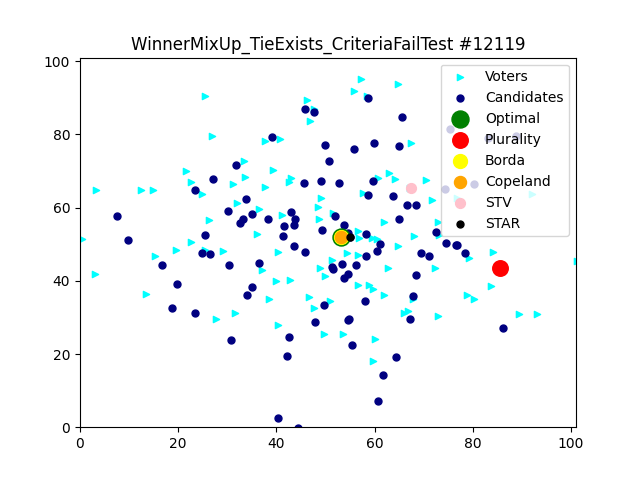 WinnerMixUp_TieExists_CriteriaFailTest #12119
100
80
60
40
20
0
0
20
40
60
80
100
Voters
Candidates
Optimal
Plurality
Borda
Copeland
STV
STAR